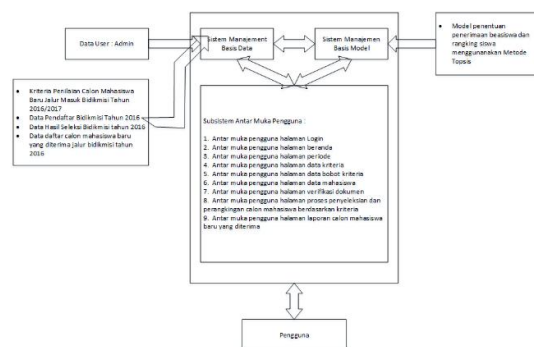 Data User : Admin
Sistem Manajement
Basis Data
Sistem Manajemen
Basis Model
• Model penentuan
penerimaan beasiswa dan
rangking siswa
menggunakan Metode
Topsis
• Kriteria Penilaian Calon Mahasiswa
Baru Jalur Masuk Bidikmisi Tahun
2016/2017
• Data Pendaftar Bidikmisi Tahun 2016
• Data Hasil Seleksi Bidikmisi tahun 2016
• Data daftar calon mahasiswa baru
yang diterima jalur bidikmisi tahun
2016
Subsistem Antar Muka Pengguna :
1. Antar muka pengguna halaman Login
2. Antar muka pengguna halaman beranda
3. Antar muka pengguna halaman periode
4. Antar muka pengguna halaman data kriteria
5. Antar muka pengguna halaman data bobot kriteria
6. Antar muka pengguna halaman data mahasiswa
7. Antar muka pengguna halaman verifikasi dokumen
8. Antar muka pengguna halaman proses penyeleksian dan
perangkingan calon mahasiswa berdasarkan kriteria
9. Antar muka pengguna halaman laporan calon mahasiswa
baru yang diterima
Pengguna